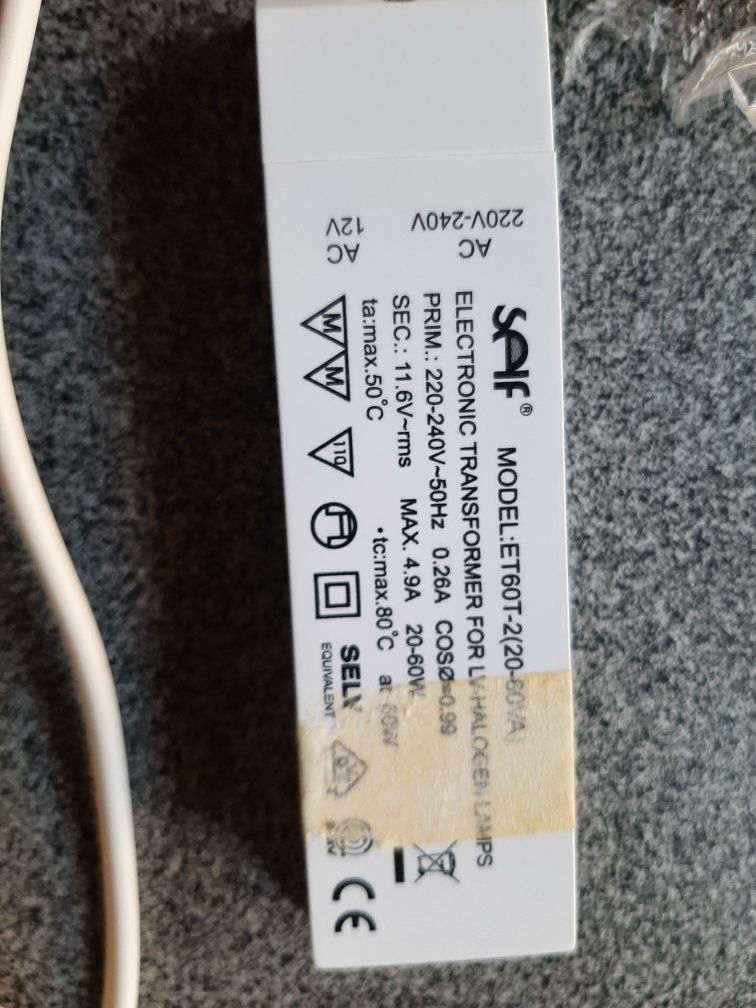 SELF® MODEL:ET60T-2(20-60VA)
ELECTRONIC TRANSFORMER FOR LV-HALOGEN LAMPS
PRIM.: 220-240V~50Hz 0.26A COSØ=0.99
SEC.: 11.6V~rms MAX. 4.9A 20-60W
ta:max.50°C •tc:max.80°C at 60W
M M 110 SELV
EQUIVALENT
CE
AC
220V-240V
AC
12V